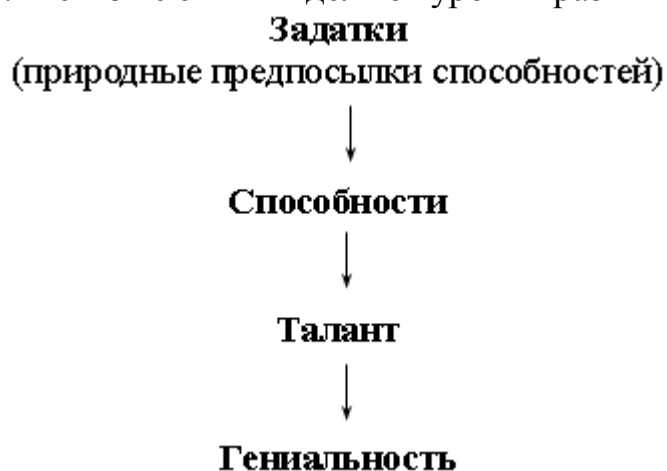 Задатки
(природные предпосылки способностей)
Способности
Талант
Гениальность